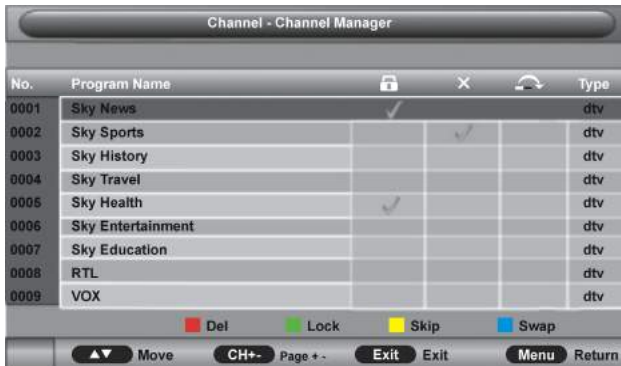 Channel - Channel Manager
No. Program Name Type
0001 Sky News dtv
0002 Sky Sports dtv
0003 Sky History dtv
0004 Sky Travel dtv
0005 Sky Health dtv
0006 Sky Entertainment dtv
0007 Sky Education dtv
0008 RTL dtv
0009 VOX dtv
Del Lock Skip Swap
Move CH+- Page + - Exit Exit Menu Return